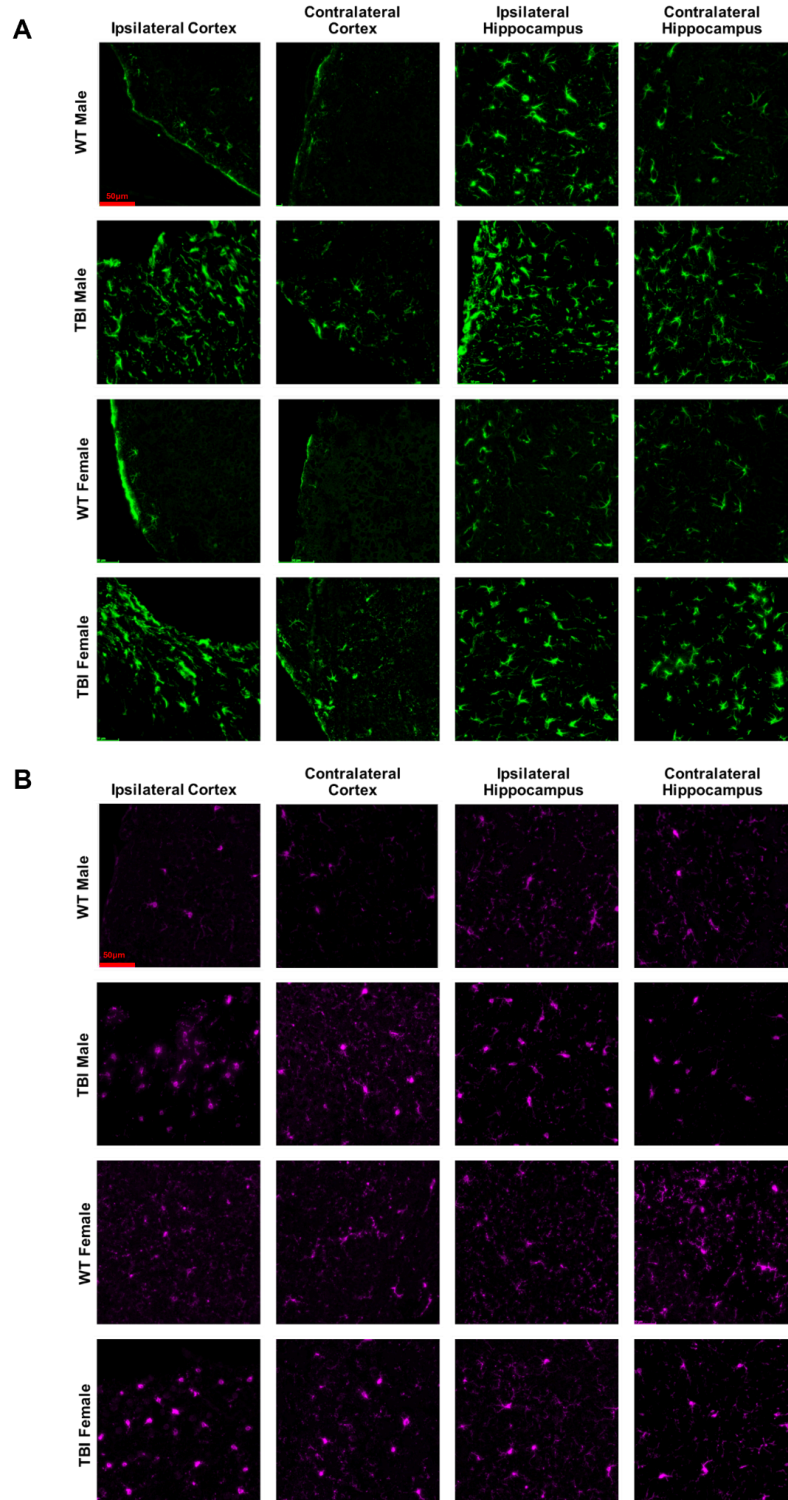 A
Ipsilateral Cortex
Contralateral
Cortex
Ipsilateral
Hippocampus
Contralateral
Hippocampus
WT Male
50µm
TBI Male
WT Female
TBI Female
B
Ipsilateral Cortex
Contralateral
Cortex
Ipsilateral
Hippocampus
Contralateral
Hippocampus
WT Male
50µm
TBI Male
WT Female
TBI Female